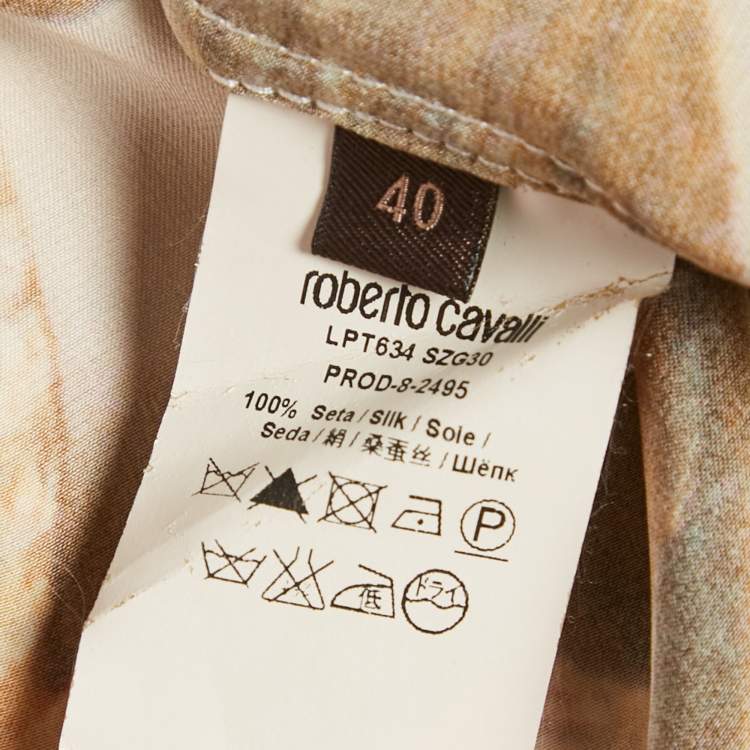 40
roberto cavalli
LPT634 SZG30
PROD-8-2495
100% Seta / Silk / Soie /
Seda / 絹 / 桑蚕丝 / Шёпк
P
低
ドライ